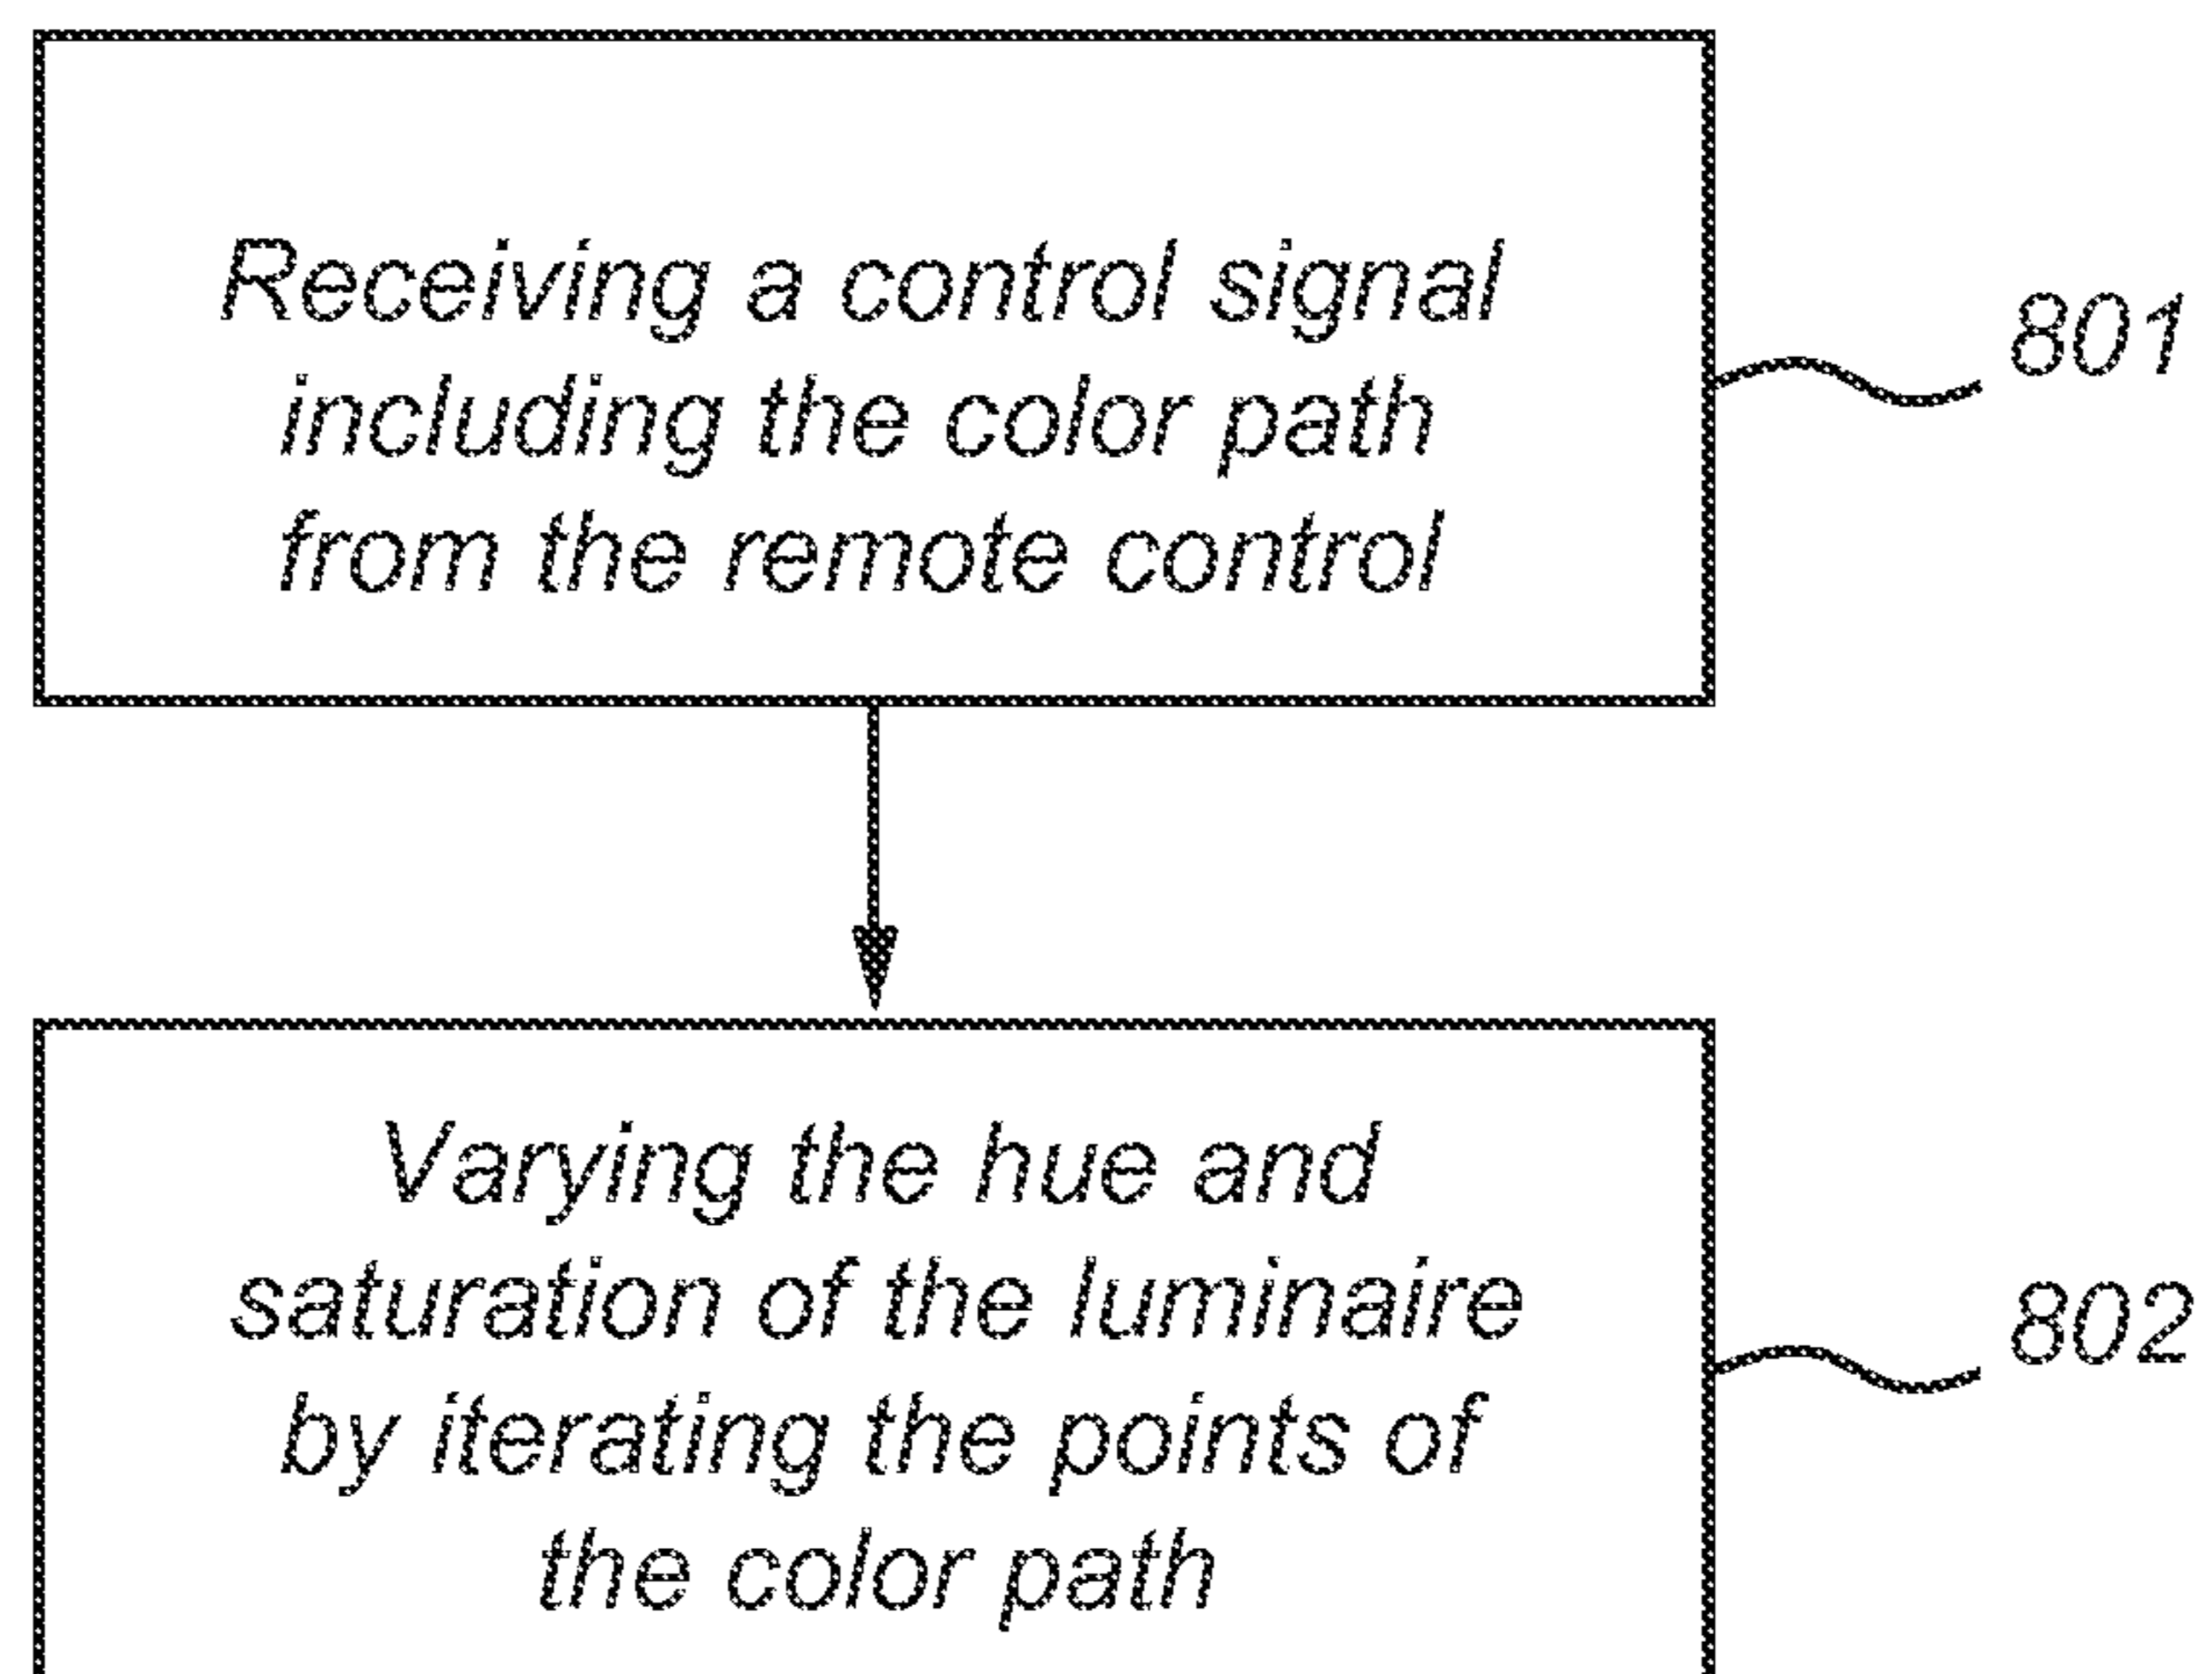 Receiving a control signal
including the color path
from the remote control
801
Varying the hue and
saturation of the luminaire
by iterating the points of
the color path
802